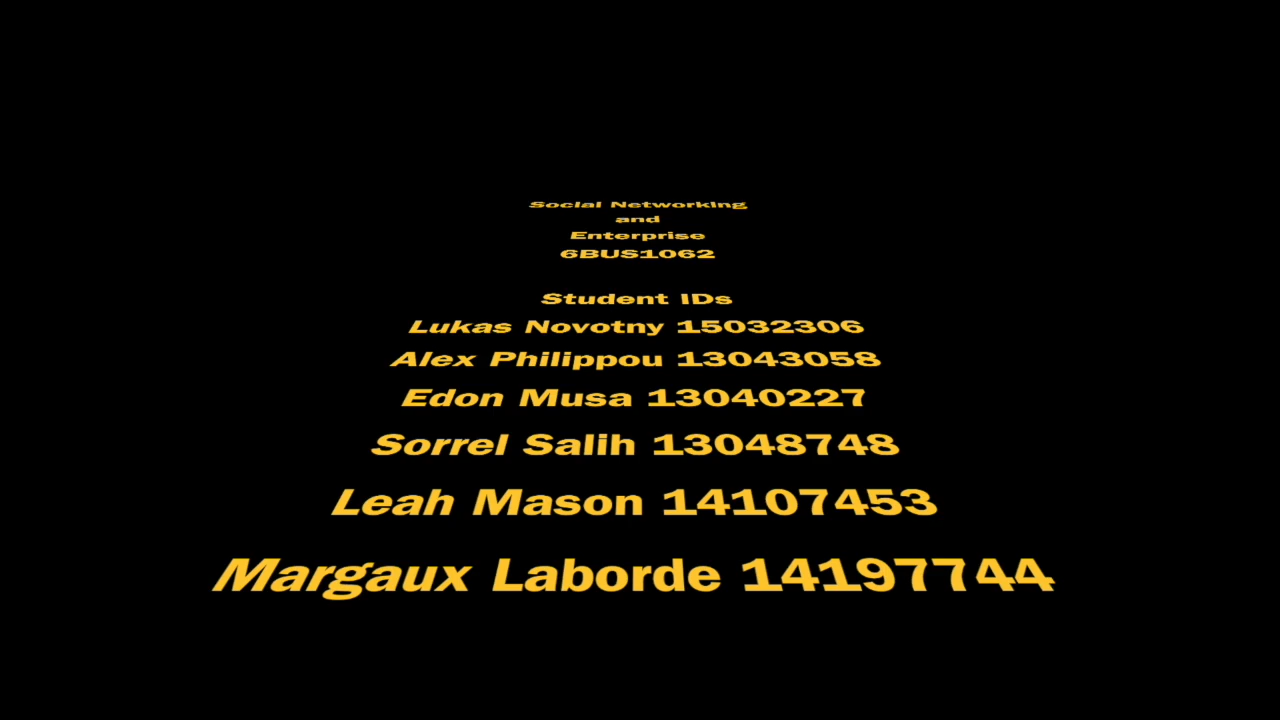 Social Networking
and
Enterprise
6BUS1062
Student IDs
Lukas Novotny 15032306
Alex Philippou 13043058
Edon Musa 13040227
Sorrel Salih 13048748
Leah Mason 14107453
Margaux Laborde 14197744